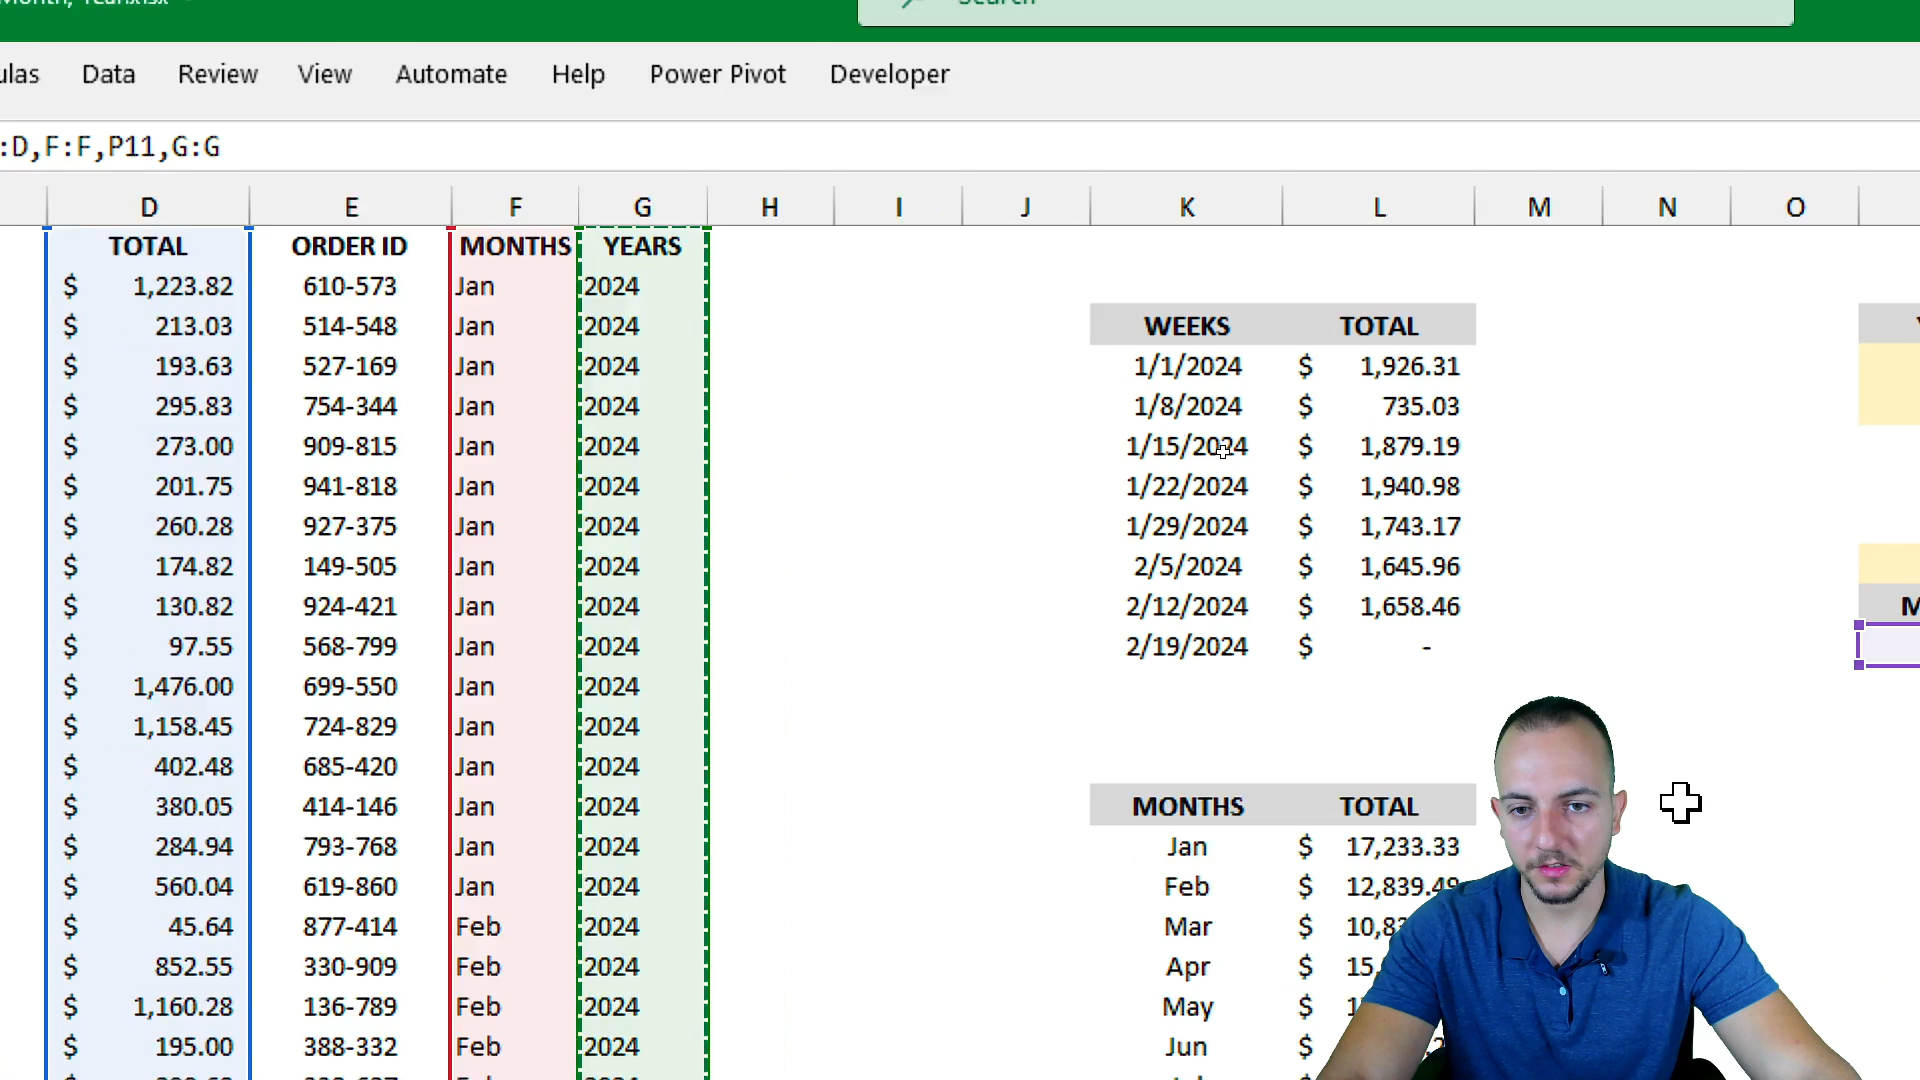 ulas Data Review View Automate Help Power Pivot Developer
:D,F:F,P11,G:G
D E F G H I J K L M N O
TOTAL ORDER ID MONTHS YEARS
$ 1,223.82 610-573 Jan 2024
$ 213.03 514-548 Jan 2024 WEEKS TOTAL
$ 193.63 527-169 Jan 2024 1/1/2024 $ 1,926.31
$ 295.83 754-344 Jan 2024 1/8/2024 $ 735.03
$ 273.00 909-815 Jan 2024 1/15/2024 $ 1,879.19
$ 201.75 941-818 Jan 2024 1/22/2024 $ 1,940.98
$ 260.28 927-375 Jan 2024 1/29/2024 $ 1,743.17
$ 174.82 149-505 Jan 2024 2/5/2024 $ 1,645.96
$ 130.82 924-421 Jan 2024 2/12/2024 $ 1,658.46
$ 97.55 568-799 Jan 2024 2/19/2024 $ -
$ 1,476.00 699-550 Jan 2024
$ 1,158.45 724-829 Jan 2024
$ 402.48 685-420 Jan 2024
$ 380.05 414-146 Jan 2024 MONTHS TOTAL
$ 284.94 793-768 Jan 2024 Jan $ 17,233.33
$ 560.04 619-860 Jan 2024 Feb $ 12,839.49
$ 45.64 877-414 Feb 2024 Mar $
$ 852.55 330-909 Feb 2024 Apr $
$ 1,160.28 136-789 Feb 2024 May $
$ 195.00 388-332 Feb 2024 Jun $